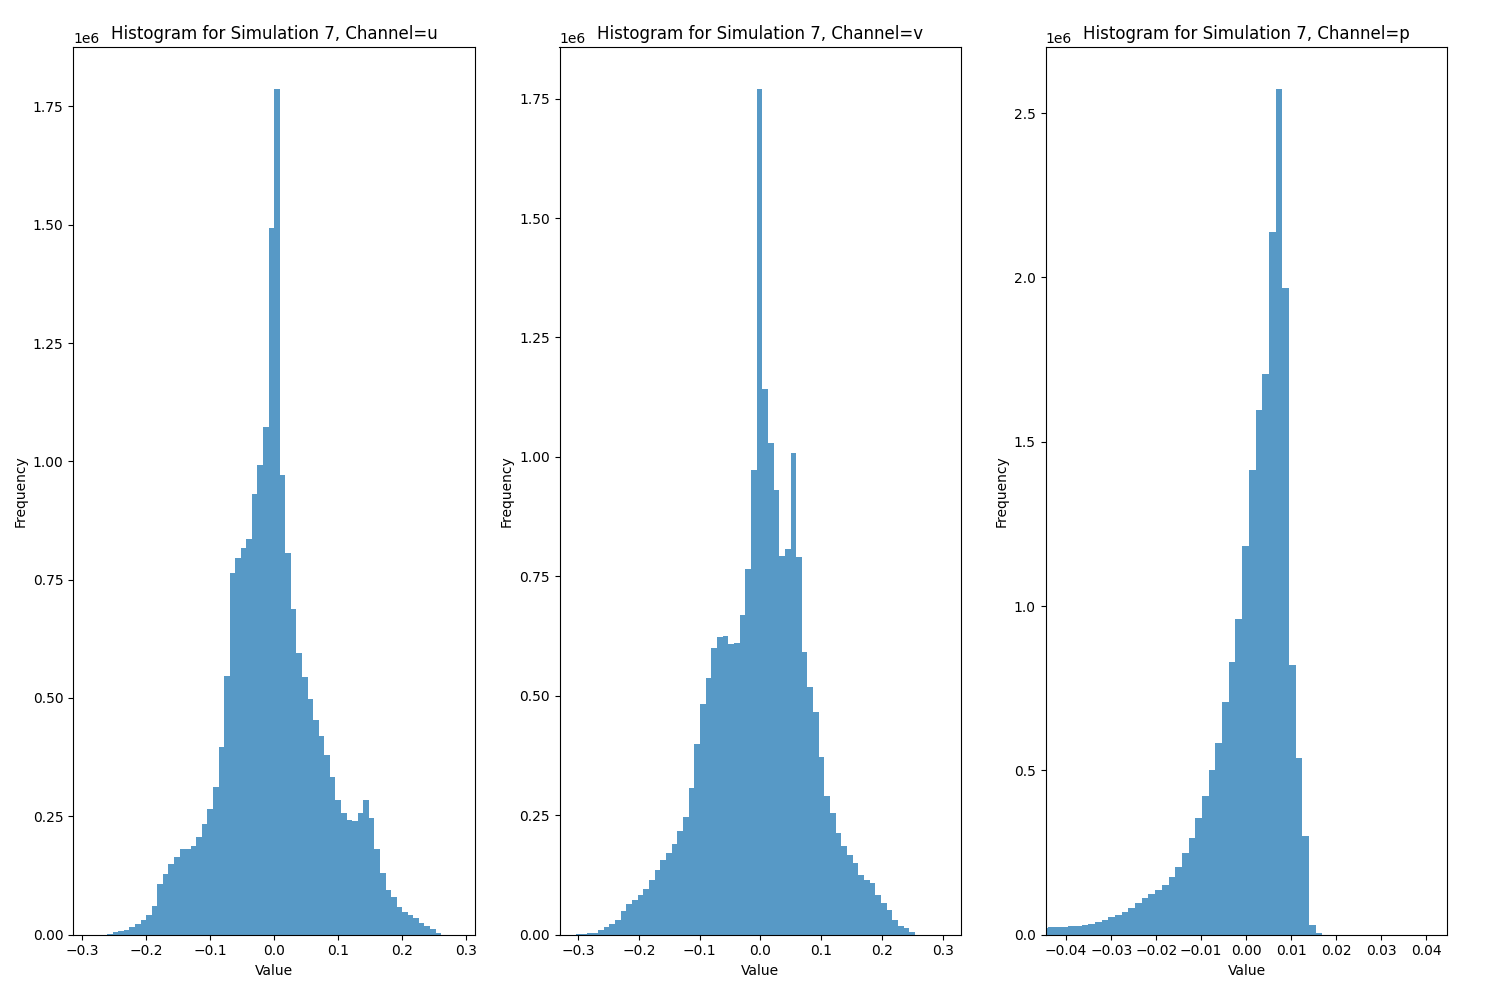 Histogram for Simulation 7, Channel=u
1e6
1.75
1.50
1.25
1.00
0.75
0.50
0.25
0.00
Frequency
−0.3 −0.2 −0.1 0.0 0.1 0.2 0.3
Value
Histogram for Simulation 7, Channel=v
1e6
1.75
1.50
1.25
1.00
0.75
0.50
0.25
0.00
Frequency
−0.3 −0.2 −0.1 0.0 0.1 0.2 0.3
Value
Histogram for Simulation 7, Channel=p
1e6
2.5
2.0
1.5
1.0
0.5
0.0
Frequency
−0.04 −0.03 −0.02 −0.01 0.00 0.01 0.02 0.03 0.04
Value